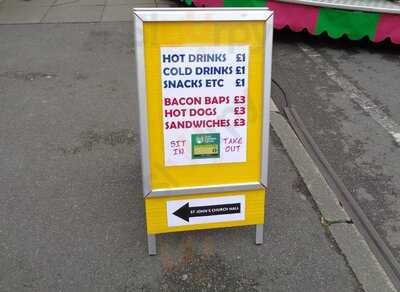 HOT DRINKS £1
COLD DRINKS £1
SNACKS ETC £1
BACON BAPS £3
HOT DOGS £3
SANDWICHES £3
SIT IN
TAKE OUT
ST JOHN'S CHURCH HALL